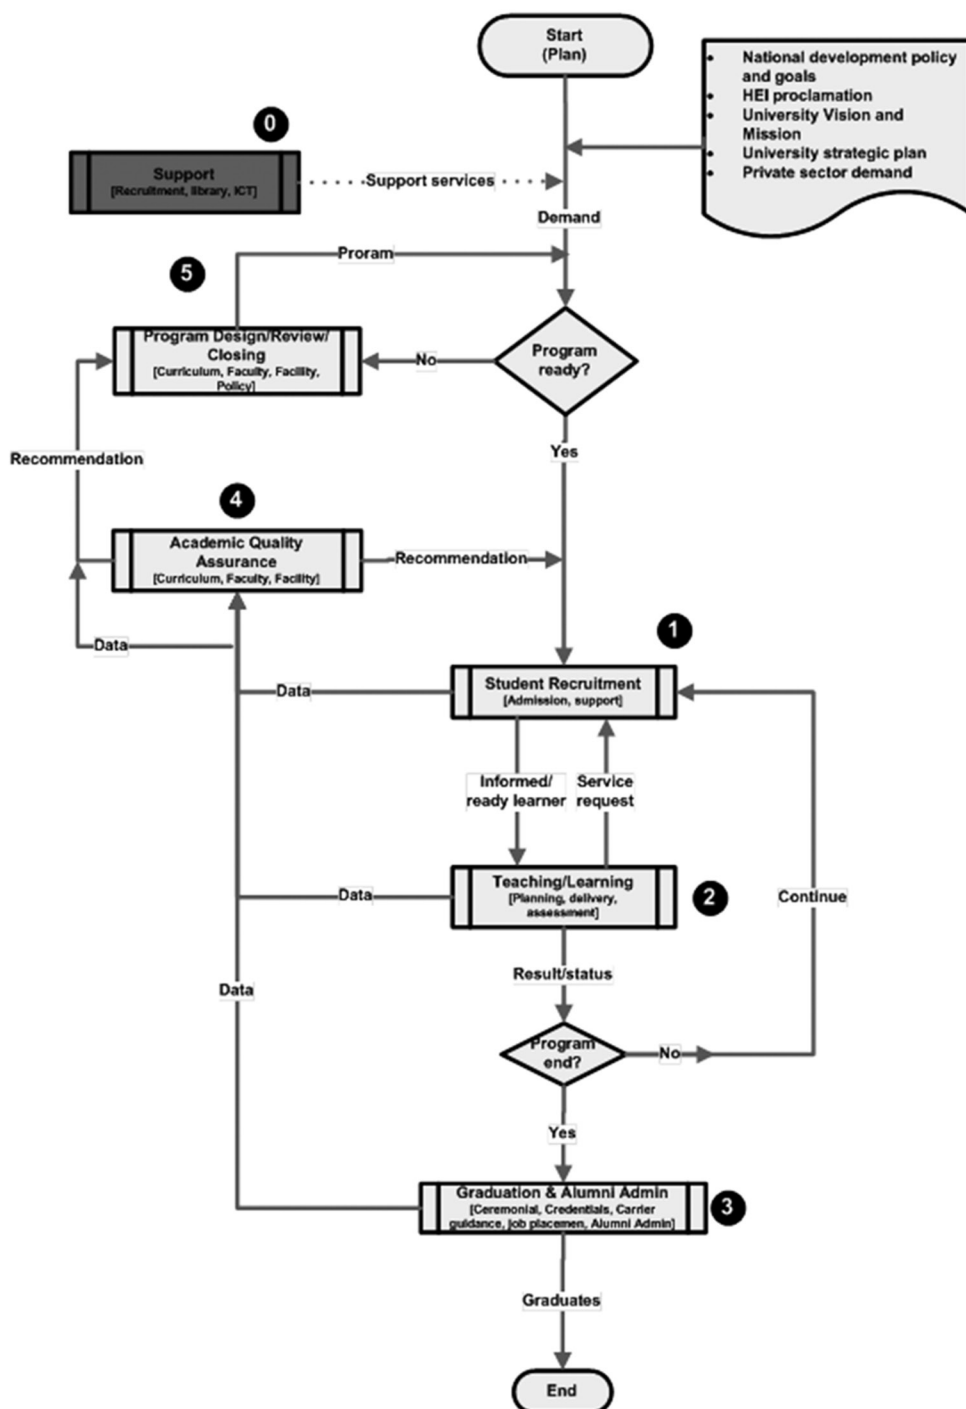 Start
(Plan)
• National development policy
and goals
• HEI proclamation
• University Vision and
Mission
• University strategic plan
• Private sector demand
0
Support
[Recruitment, library, ICT]
Support services
Demand
Proram
5
Program Design/Review/
Closing
[Curriculum, Faculty, Facility,
Policy]
No
Program
ready?
Yes
Recommendation
4
Academic Quality
Assurance
[Curriculum, Faculty, Facility]
Recommendation
Data
1
Student Recruitment
[Admission, support]
Data
Informed/
ready learner
Service
request
Teaching/Learning
[Planning, delivery,
assessment]
2
Data
Continue
Result/status
Data
Program
end?
No
Yes
Graduation & Alumni Admin
[Ceremonial, Credentials, Carrier
guidance, job placemen, Alumni Admin]
3
Graduates
End